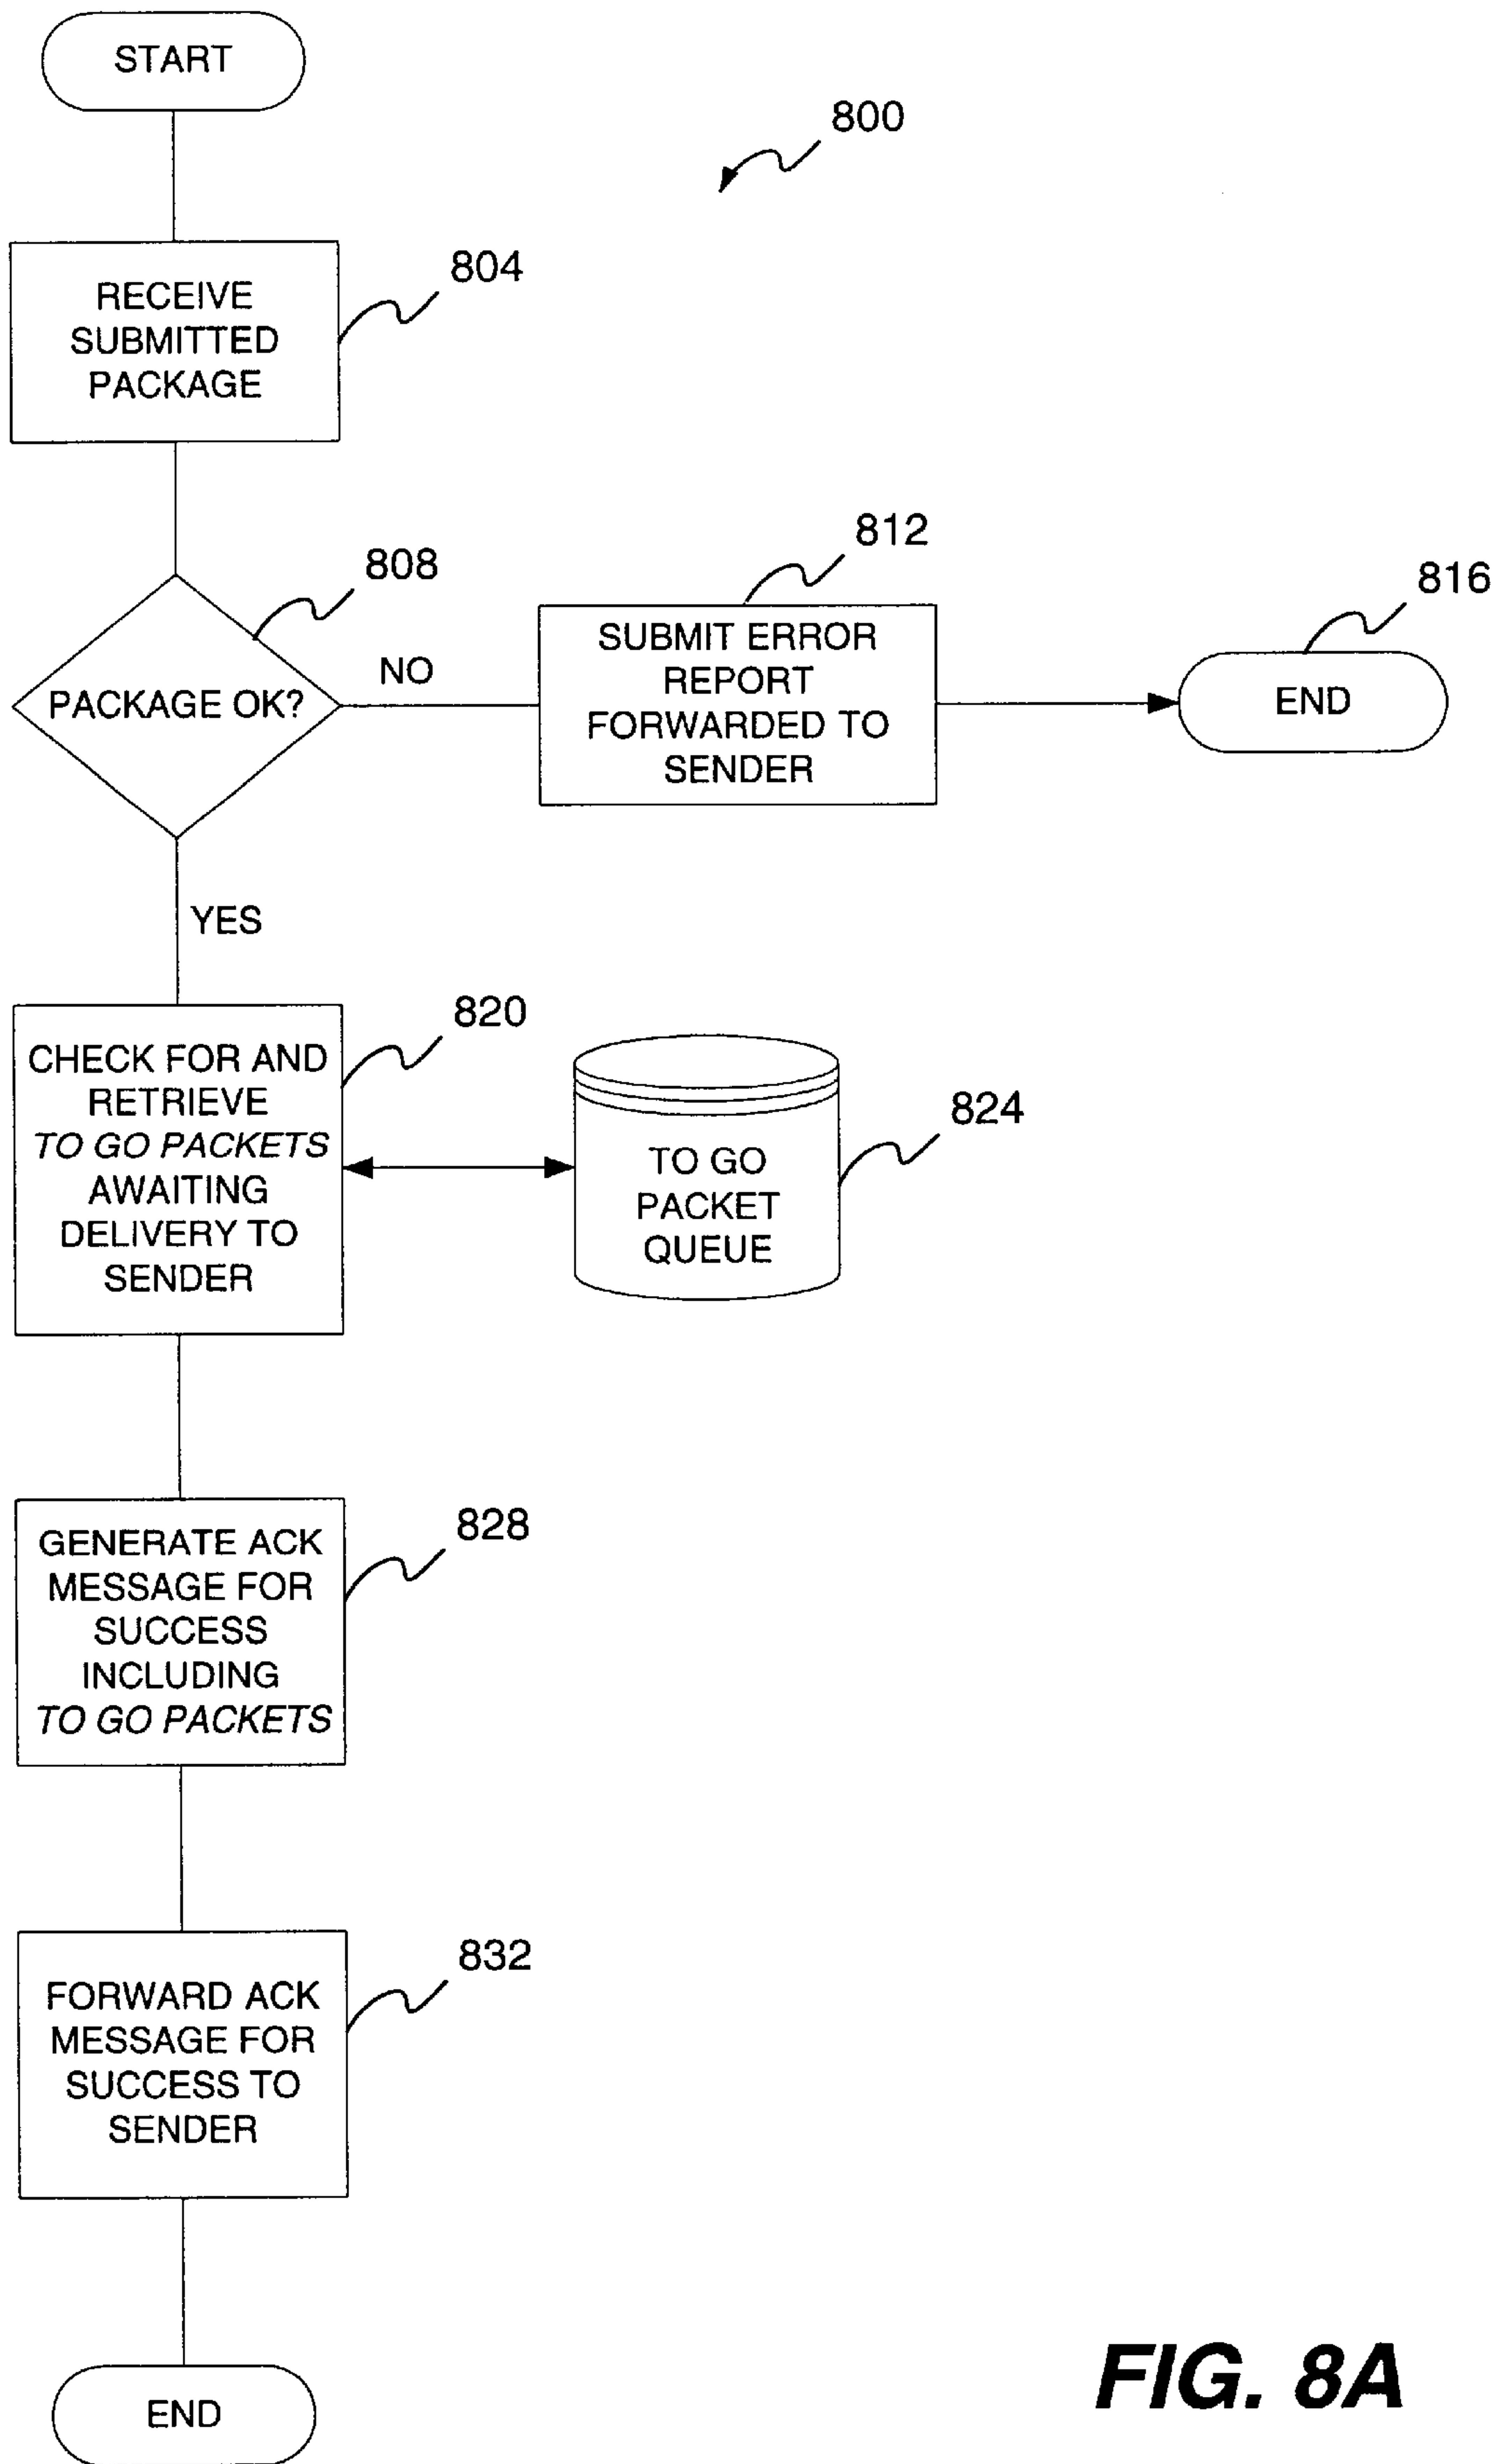 START
800
804
RECEIVE
SUBMITTED
PACKAGE
808
PACKAGE OK?
NO
812
SUBMIT ERROR
REPORT
FORWARDED TO
SENDER
816
END
YES
820
CHECK FOR AND
RETRIEVE
TO GO PACKETS
AWAITING
DELIVERY TO
SENDER
824
TO GO
PACKET
QUEUE
828
GENERATE ACK
MESSAGE FOR
SUCCESS
INCLUDING
TO GO PACKETS
832
FORWARD ACK
MESSAGE FOR
SUCCESS TO
SENDER
END
FIG. 8A